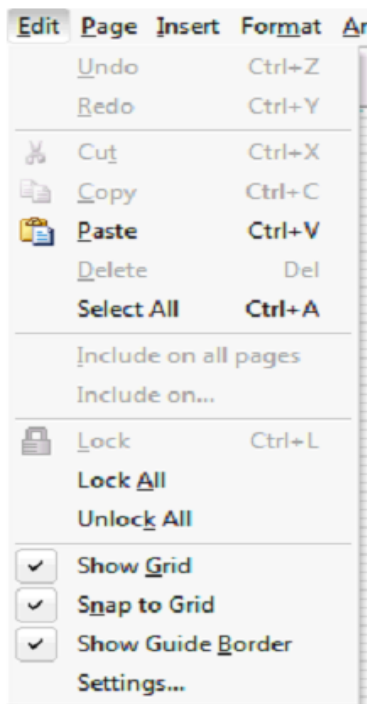 Edit Page Insert Format Ar
Undo Ctrl+Z
Redo Ctrl+Y
Cut Ctrl+X
Copy Ctrl+C
Paste Ctrl+V
Delete Del
Select All Ctrl+A
Include on all pages
Include on...
Lock Ctrl+L
Lock All
Unlock All
Show Grid
Snap to Grid
Show Guide Border
Settings...